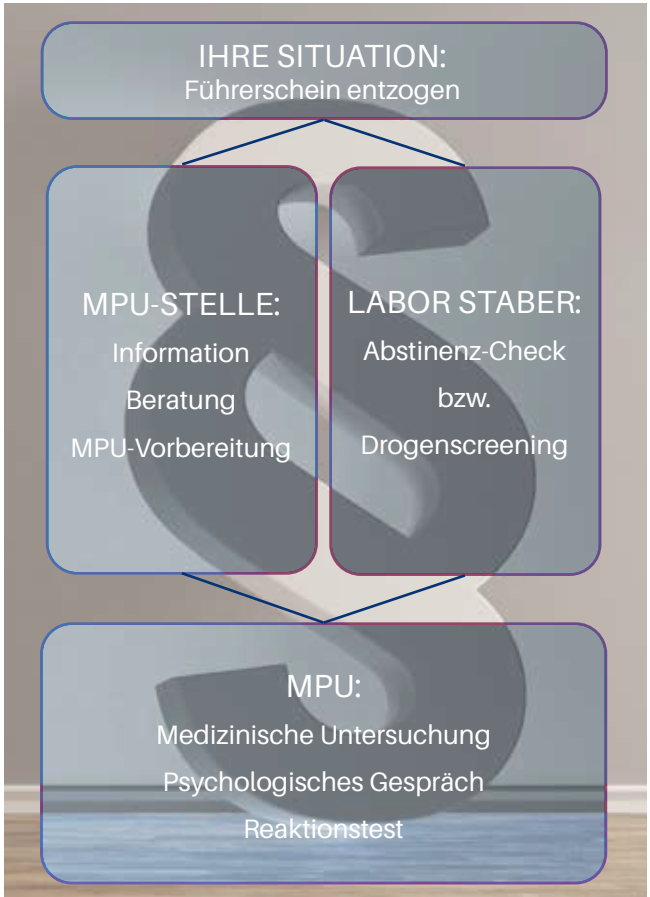 IHRE SITUATION:
Führerschein entzogen
MPU-STELLE:
Information
Beratung
MPU-Vorbereitung
LABOR STABER:
Abstinenz-Check
bzw.
Drogenscreening
MPU:
Medizinische Untersuchung
Psychologisches Gespräch
Reaktionstest